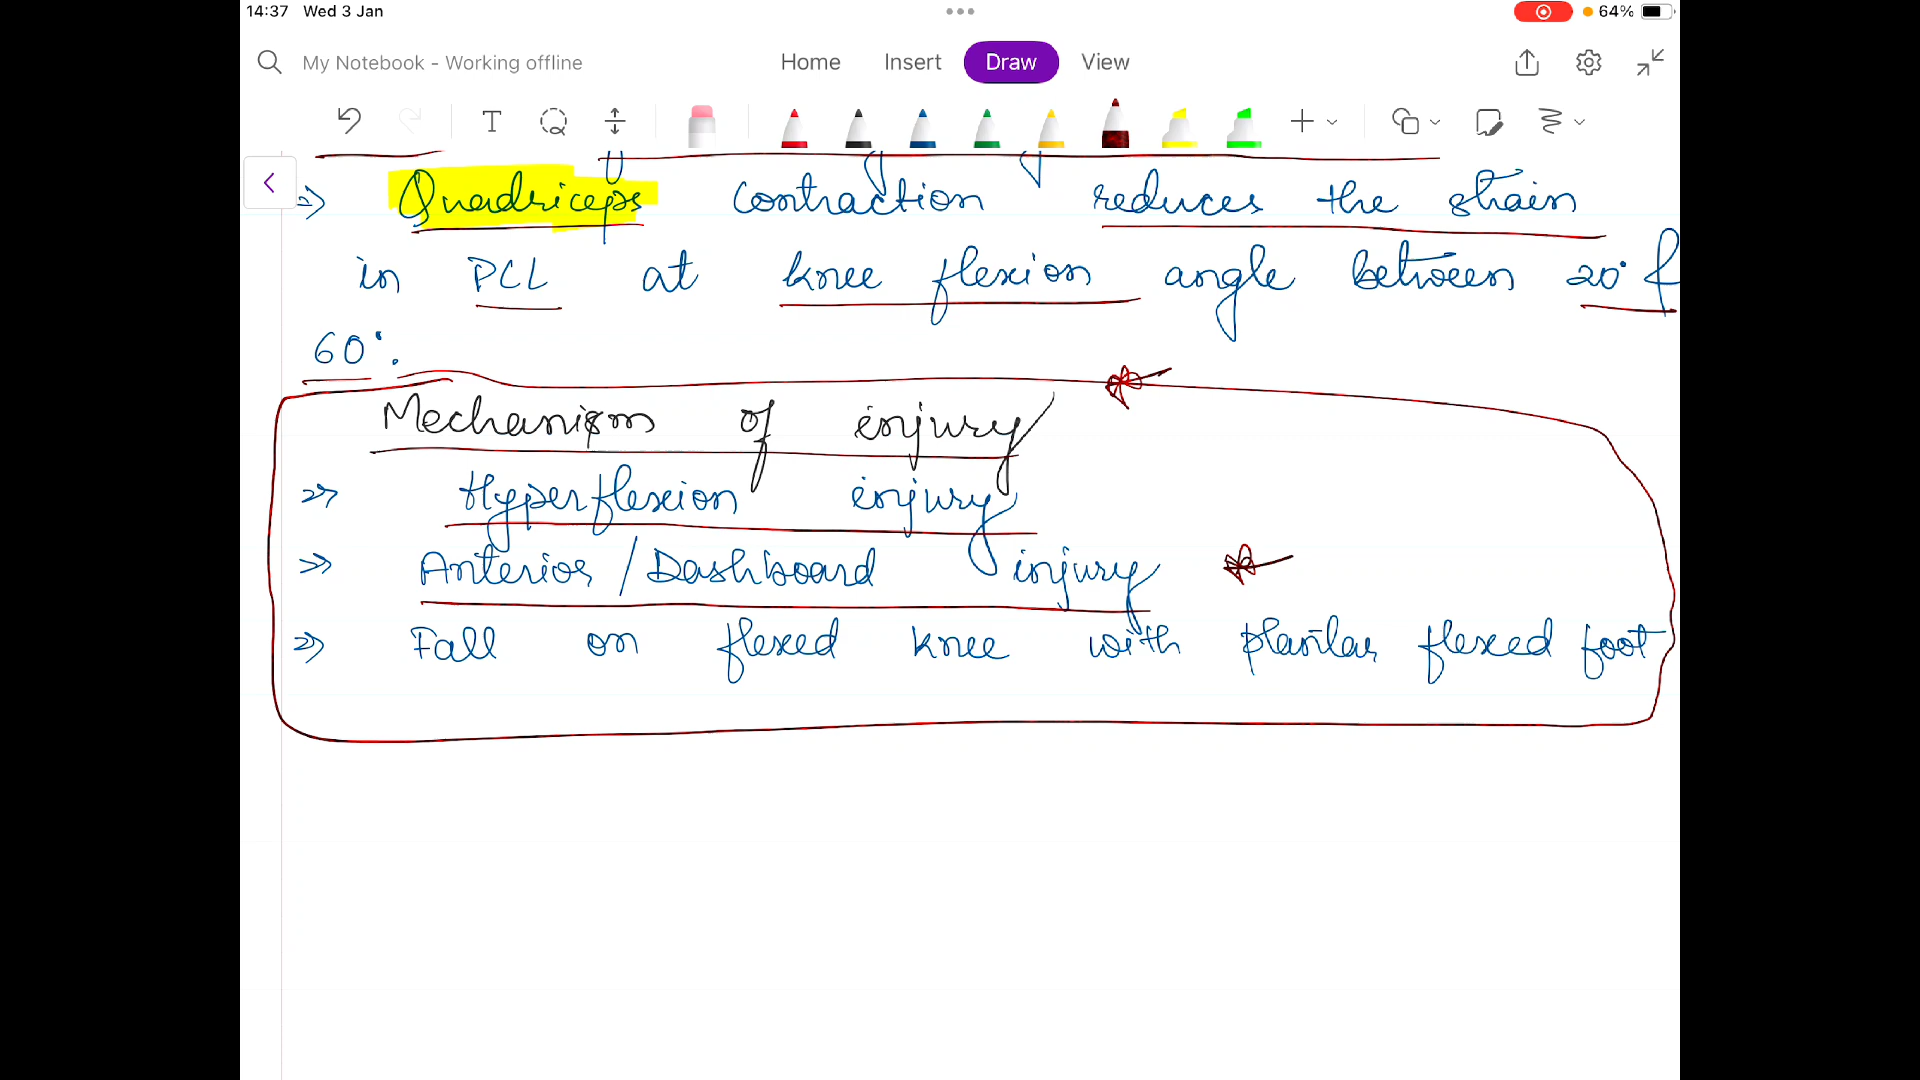 14:37 Wed 3 Jan 64%
My Notebook - Working offline Home Insert Draw View
Quadriceps contraction reduces the strain
in PCL at knee flexion angle between 20° &
60°.
Mechanism of injury
Hyperflexion injury
Anterior / Dashboard injury
Fall on flexed knee with plantar flexed foot